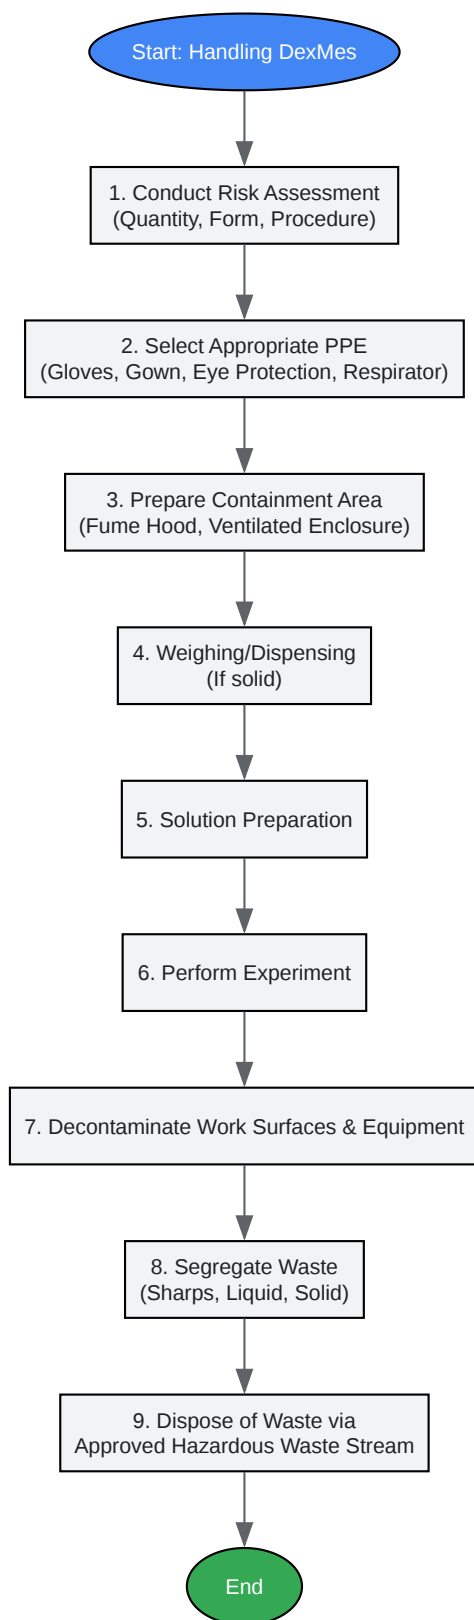 Start: Handling DexMes
1. Conduct Risk Assessment
(Quantity, Form, Procedure)
2. Select Appropriate PPE
(Gloves, Gown, Eye Protection, Respirator)
3. Prepare Containment Area
(Fume Hood, Ventilated Enclosure)
4. Weighing/Dispensing
(If solid)
5. Solution Preparation
6. Perform Experiment
7. Decontaminate Work Surfaces & Equipment
8. Segregate Waste
(Sharps, Liquid, Solid)
9. Dispose of Waste via
Approved Hazardous Waste Stream
End